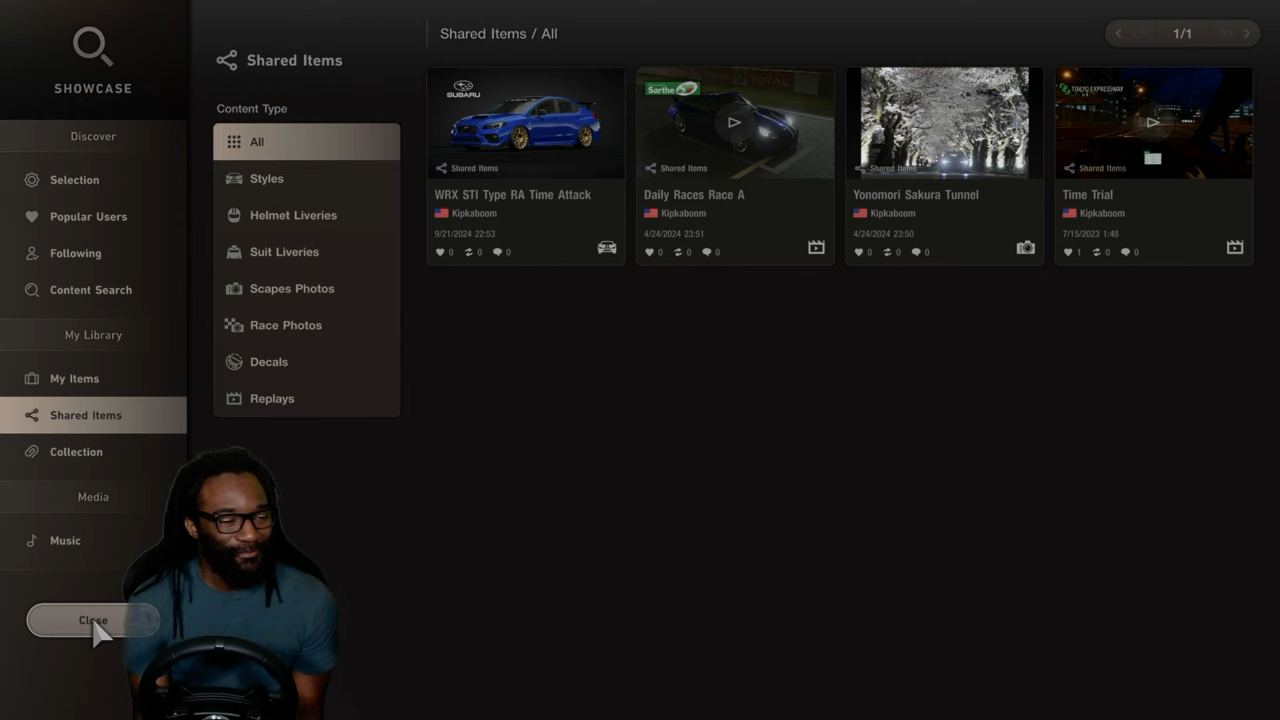 SHOWCASE
Discover
Selection
Popular Users
Following
Content Search
My Library
My Items
Shared Items
Collection
Media
Music
Close
Shared Items
Content Type
All
Styles
Helmet Liveries
Suit Liveries
Scapes Photos
Race Photos
Decals
Replays
Shared Items / All
1/1
SUBARU
Shared Items
WRX STI Type RA Time Attack
Kipkaboom
9/21/2024 22:53
0 0 0
Sarthe
TOTAL
Shared Items
Daily Races Race A
Kipkaboom
4/24/2024 23:51
0 0 0
Shared Items
Yonomori Sakura Tunnel
Kipkaboom
4/24/2024 23:50
0 0 0
TOKYO EXPRESSWAY
Shared Items
Time Trial
Kipkaboom
7/15/2023 1:48
1 0 0